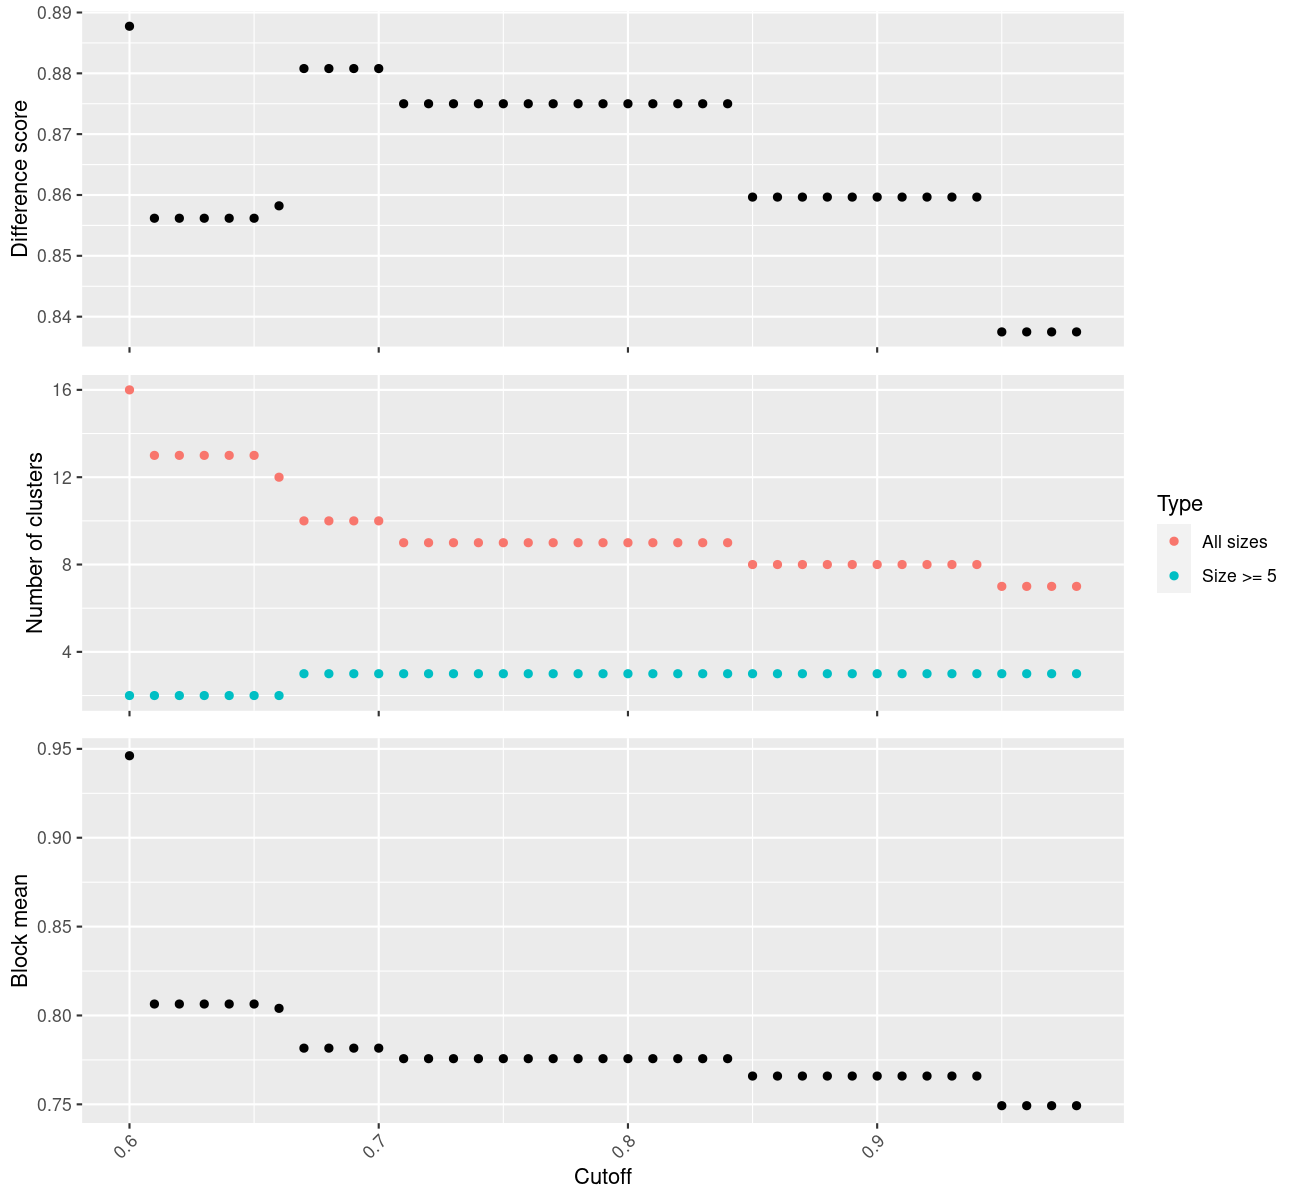 Difference score
0.89
0.88
0.87
0.86
0.85
0.84
Number of clusters
16
12
8
4
Type
All sizes
Size >= 5
Block mean
0.95
0.90
0.85
0.80
0.75
0.6 0.7 0.8 0.9
Cutoff